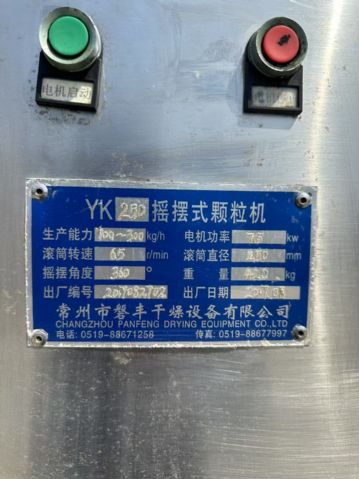 电机启动
YK 250 摇摆式颗粒机
生产能力 100~300 kg/h 电机功率 7.5 kw
滚筒转速 65 r/min 滚筒直径 mm
摇摆角度 360 ° 重量 kg
出厂编号 出厂日期
常州市磐丰干燥设备有限公司
CHANGZHOU PANFENG DRYING EQUIPMENT CO.,LTD
电话: 0519-88671258 传真: 0519-88677997